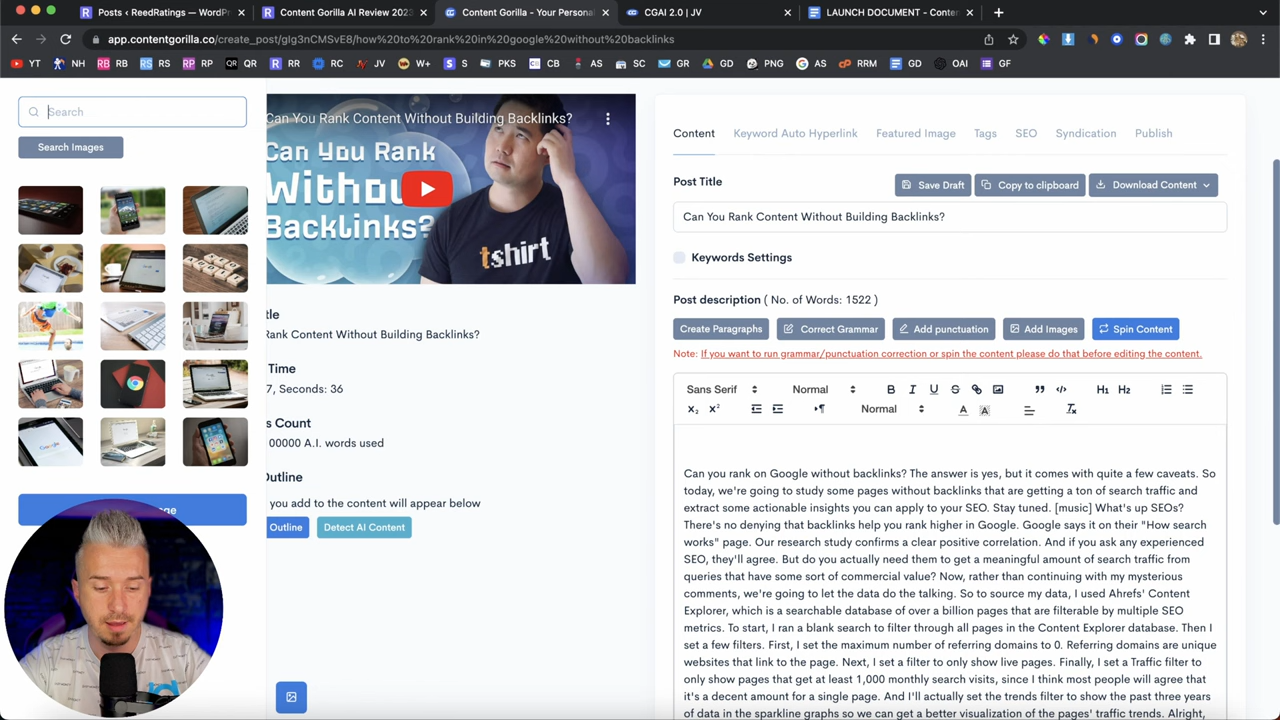 Posts ‹ ReedRatings — WordP
Content Gorilla AI Review 2023
Content Gorilla - Your Persona
CGAI 2.0 | JV
LAUNCH DOCUMENT - Conten
app.contentgorilla.co/create_post/gIg3nCMSvE8/how%20to%20rank%20in%20google%20without%20backlinks
YT
NH
RB
RS
RP
QR
RR
RC
JV
W+
S
PKS
CB
AS
SC
GR
GD
PNG
AS
RRM
GD
OAI
GF
Search
Search Images
Can You Rank Content Without Building Backlinks?
Can You Rank
Without
Backlinks?
tshirt
tle
Rank Content Without Building Backlinks?
Time
7, Seconds: 36
s Count
00000 A.I. words used
Outline
you add to the content will appear below
Outline
Detect AI Content
Content
Keyword Auto Hyperlink
Featured Image
Tags
SEO
Syndication
Publish
Post Title
Save Draft
Copy to clipboard
Download Content
Can You Rank Content Without Building Backlinks?
Keywords Settings
Post description ( No. of Words: 1522 )
Create Paragraphs
Correct Grammar
Add punctuation
Add Images
Spin Content
Note: If you want to run grammar/punctuation correction or spin the content please do that before editing the content.
Sans Serif
Normal
B I U S
H1 H2
X2 X2
Normal
A A
Can you rank on Google without backlinks? The answer is yes, but it comes with quite a few caveats. So
today, we're going to study some pages without backlinks that are getting a ton of search traffic and
extract some actionable insights you can apply to your SEO. Stay tuned. [music] What's up SEOs?
There's no denying that backlinks help you rank higher in Google. Google says it on their "How search
works" page. Our research study confirms a clear positive correlation. And if you ask any experienced
SEO, they'll agree. But do you actually need them to get a meaningful amount of search traffic from
queries that have some sort of commercial value? Now, rather than continuing with my mysterious
comments, we're going to let the data do the talking. So to source my data, I used Ahrefs' Content
Explorer, which is a searchable database of over a billion pages that are filterable by multiple SEO
metrics. To start, I ran a blank search to filter through all pages in the Content Explorer database. Then I
set a few filters. First, I set the maximum number of referring domains to 0. Referring domains are unique
websites that link to the page. Next, I set a filter to only show live pages. Finally, I set a Traffic filter to
only show pages that get at least 1,000 monthly search visits, since I think most people will agree that
it's a decent amount for a single page. And I'll actually set the trends filter to show the past three years
of data in the sparkline graphs so we can get a better visualization of the pages' traffic trends. Alright,